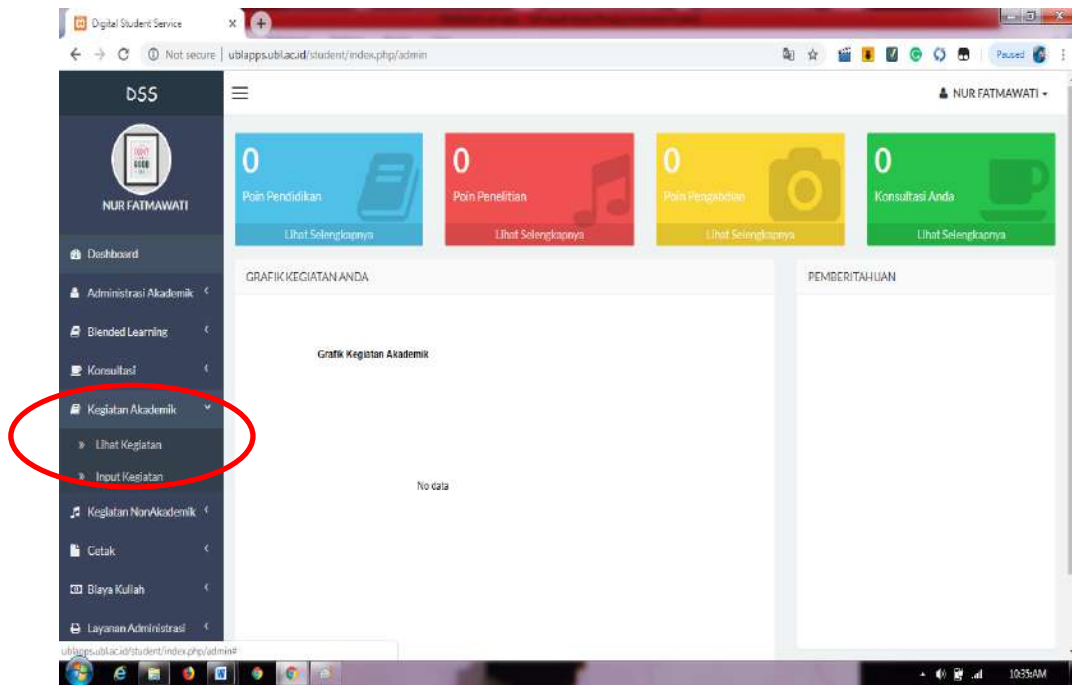 Digital Student Service
Not secure | ublapps.ubl.ac.id/student/index.php/admin
Paused
DSS
NUR FATMAWATI
NUR FATMAWATI
Dashboard
Administrasi Akademik
Blended Learning
Konsultasi
Kegiatan Akademik
» Lihat Kegiatan
» Input Kegiatan
Kegiatan NonAkademik
Cetak
Biaya Kuliah
Layanan Administrasi
0
Poin Pendidikan
Lihat Selengkapnya
0
Poin Penelitian
Lihat Selengkapnya
0
Poin Pengabdian
Lihat Selengkapnya
0
Konsultasi Anda
Lihat Selengkapnya
GRAFIK KEGIATAN ANDA
Grafik Kegiatan Akademik
No data
PEMBERITAHUAN
ublapps.ubl.ac.id/student/index.php/admin#
10:35 AM